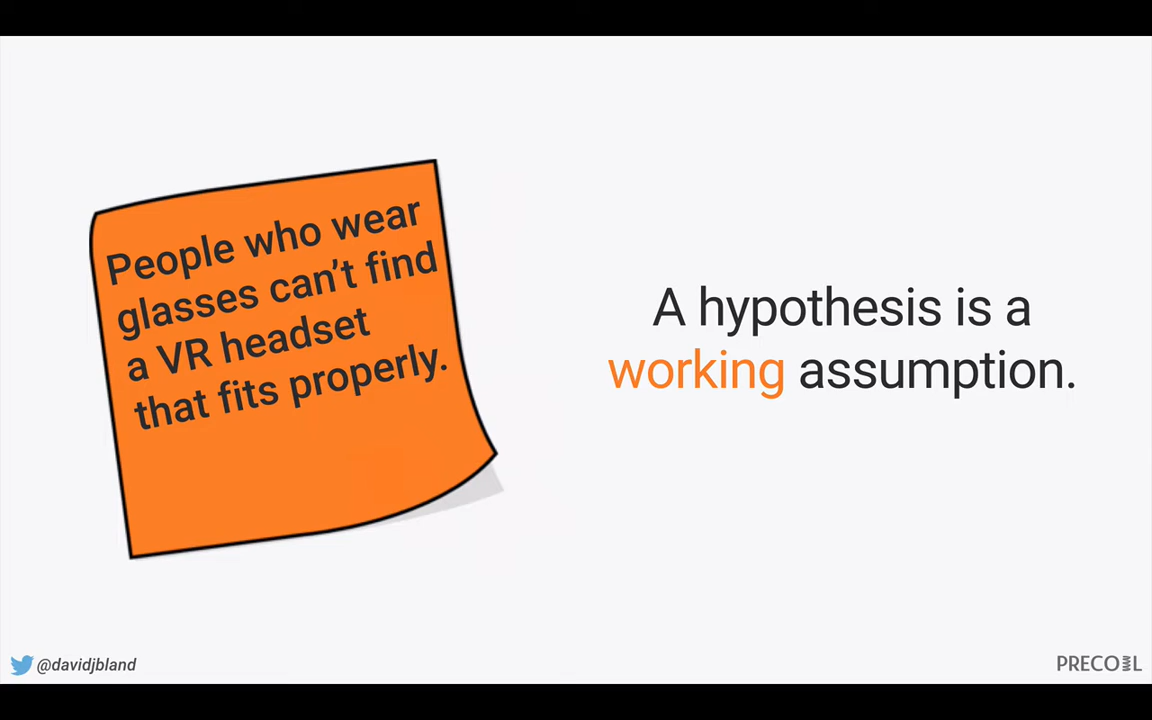 People who wear
glasses can't find
a VR headset
that fits properly.
A hypothesis is a
working assumption.
@davidjbland
PRECOIL